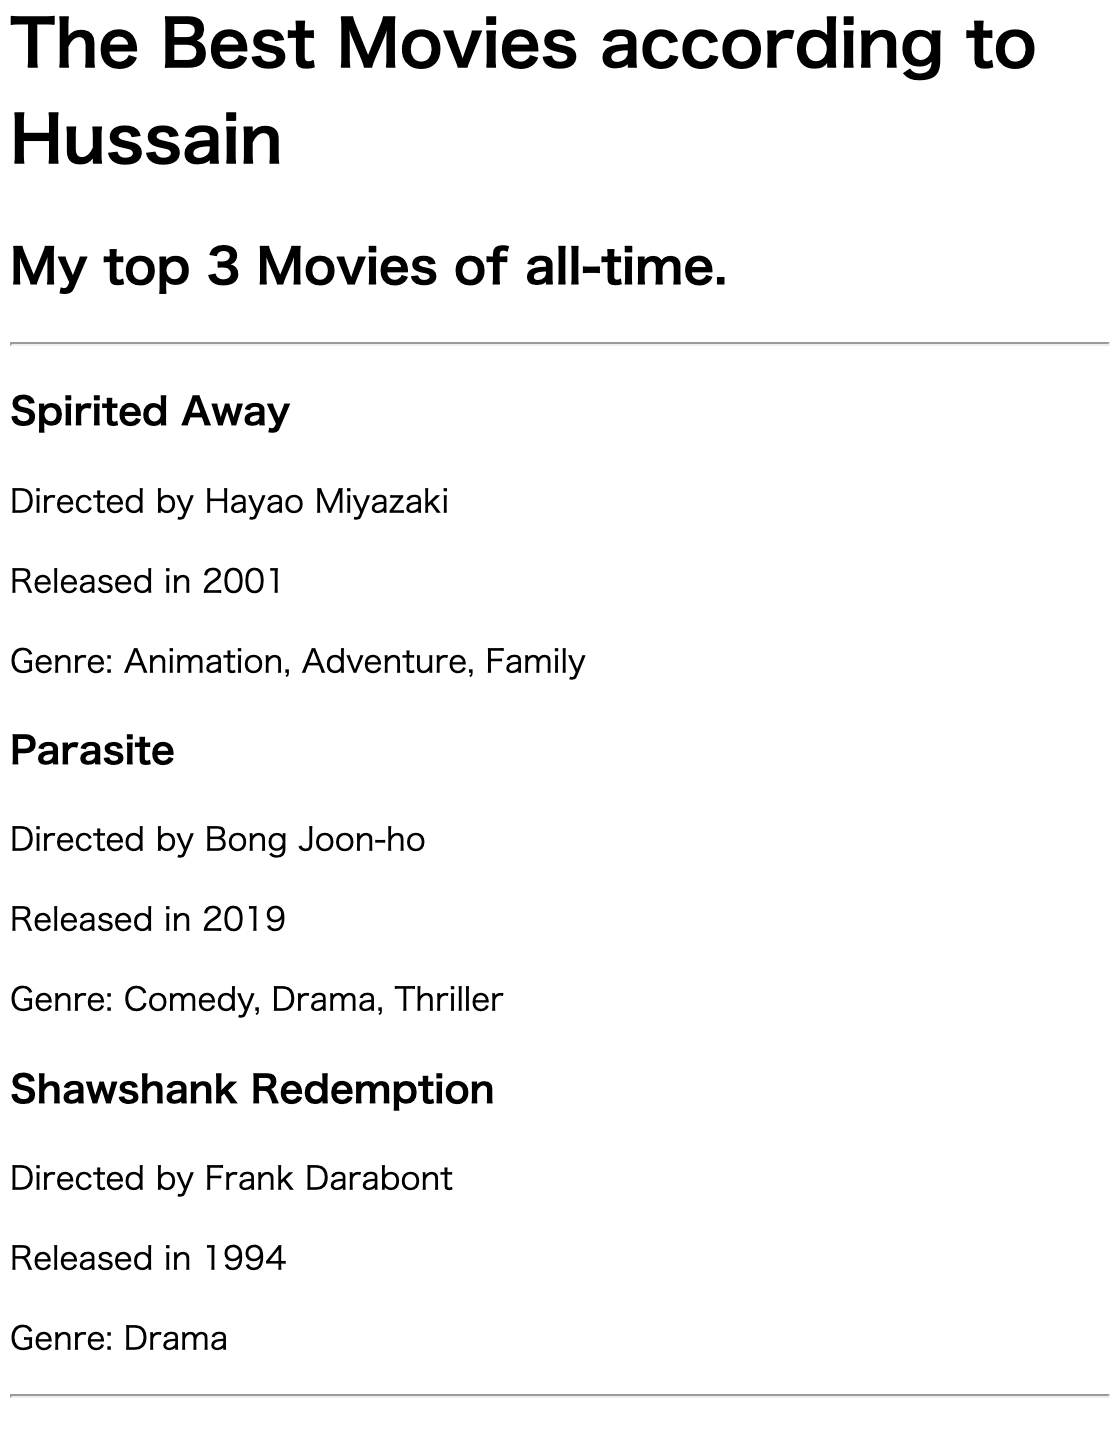 The Best Movies according to
Hussain
My top 3 Movies of all-time.
Spirited Away
Directed by Hayao Miyazaki
Released in 2001
Genre: Animation, Adventure, Family
Parasite
Directed by Bong Joon-ho
Released in 2019
Genre: Comedy, Drama, Thriller
Shawshank Redemption
Directed by Frank Darabont
Released in 1994
Genre: Drama